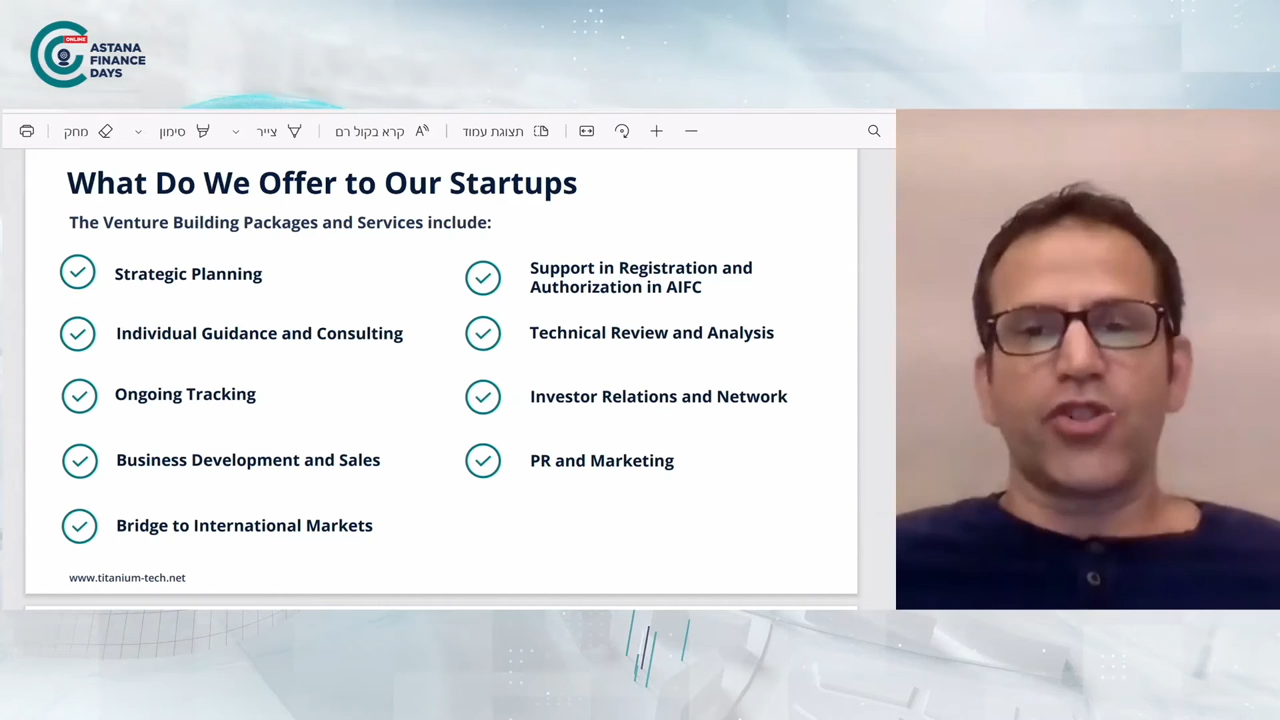 ONLINE
ASTANA
FINANCE
DAYS
מחק
סימון
צייר
קרא בקול רם
תצוגת עמוד
What Do We Offer to Our Startups
The Venture Building Packages and Services include:
Strategic Planning
Individual Guidance and Consulting
Ongoing Tracking
Business Development and Sales
Bridge to International Markets
Support in Registration and
Authorization in AIFC
Technical Review and Analysis
Investor Relations and Network
PR and Marketing
www.titanium-tech.net